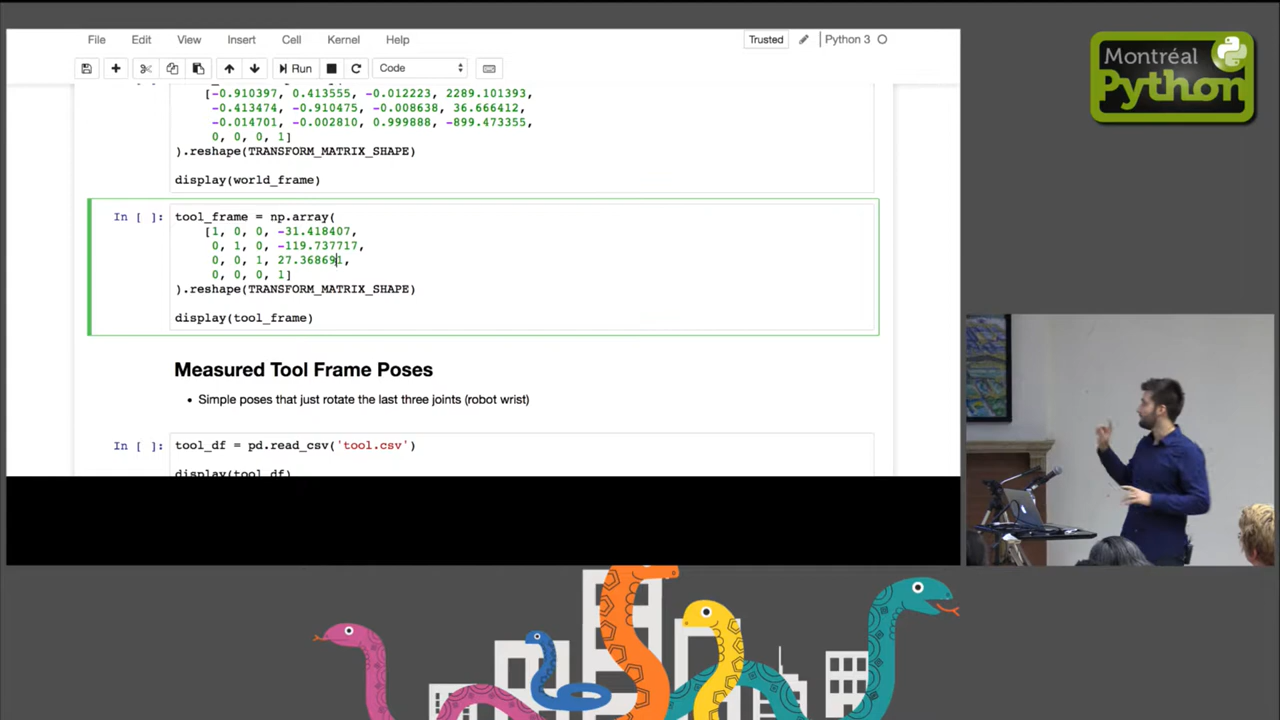 File Edit View Insert Cell Kernel Help Trusted Python 3
Run Code
[-0.910397, 0.413555, -0.012223, 2289.101393,
-0.413474, -0.910475, -0.008638, 36.666412,
-0.014701, -0.002810, 0.999888, -899.473355,
0, 0, 0, 1]
).reshape(TRANSFORM_MATRIX_SHAPE)
display(world_frame)
In [ ]: tool_frame = np.array(
[1, 0, 0, -31.418407,
0, 1, 0, -119.737717,
0, 0, 1, 27.368691,
0, 0, 0, 1]
).reshape(TRANSFORM_MATRIX_SHAPE)
display(tool_frame)
Measured Tool Frame Poses
• Simple poses that just rotate the last three joints (robot wrist)
In [ ]: tool_df = pd.read_csv('tool.csv')
display(tool_df)
Montréal
Python